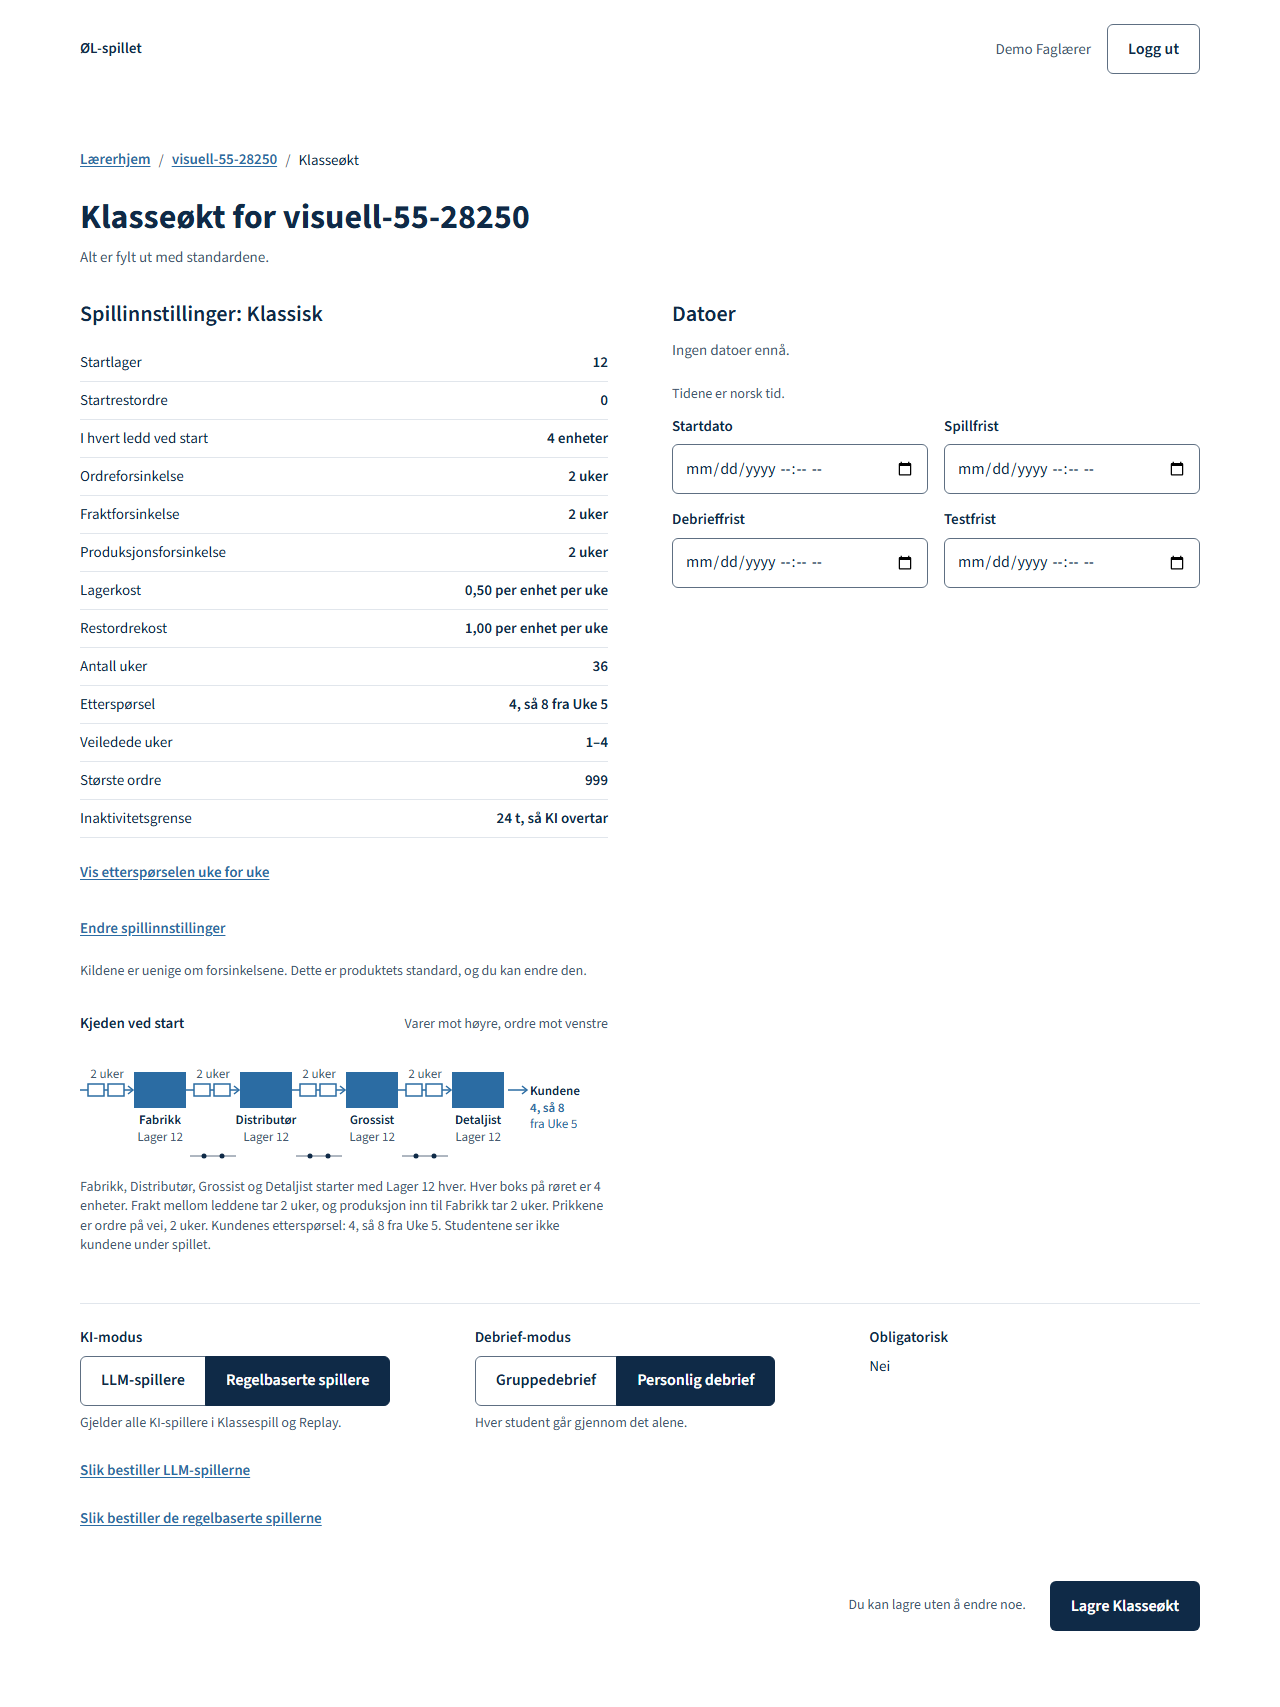 ØL-spillet
Demo Faglærer
Logg ut
Lærerhjem / visuell-55-28250 / Klasseøkt
Klasseøkt for visuell-55-28250
Alt er fylt ut med standardene.
Spillinnstillinger: Klassisk
Startlager 12
Startrestordre 0
I hvert ledd ved start 4 enheter
Ordreforsinkelse 2 uker
Fraktforsinkelse 2 uker
Produksjonsforsinkelse 2 uker
Lagerkost 0,50 per enhet per uke
Restordrekost 1,00 per enhet per uke
Antall uker 36
Etterspørsel 4, så 8 fra Uke 5
Veiledede uker 1–4
Største ordre 999
Inaktivitetsgrense 24 t, så KI overtar
Vis etterspørselen uke for uke
Endre spillinnstillinger
Kildene er uenige om forsinkelsene. Dette er produktets standard, og du kan endre den.
Kjeden ved start
Varer mot høyre, ordre mot venstre
2 uker 2 uker 2 uker 2 uker
Kundene
4, så 8
fra Uke 5
Fabrikk Distributør Grossist Detaljist
Lager 12 Lager 12 Lager 12 Lager 12
Fabrikk, Distributør, Grossist og Detaljist starter med Lager 12 hver. Hver boks på røret er 4
enheter. Frakt mellom leddene tar 2 uker, og produksjon inn til Fabrikk tar 2 uker. Prikkene
er ordre på vei, 2 uker. Kundenes etterspørsel: 4, så 8 fra Uke 5. Studentene ser ikke
kundene under spillet.
Datoer
Ingen datoer ennå.
Tidene er norsk tid.
Startdato
mm/dd/yyyy --:-- --
Spillfrist
mm/dd/yyyy --:-- --
Debrieffrist
mm/dd/yyyy --:-- --
Testfrist
mm/dd/yyyy --:-- --
KI-modus
LLM-spillere Regelbaserte spillere
Gjelder alle KI-spillere i Klassespill og Replay.
Slik bestiller LLM-spillerne
Slik bestiller de regelbaserte spillerne
Debrief-modus
Gruppedebrief Personlig debrief
Hver student går gjennom det alene.
Obligatorisk
Nei
Du kan lagre uten å endre noe.
Lagre Klasseøkt